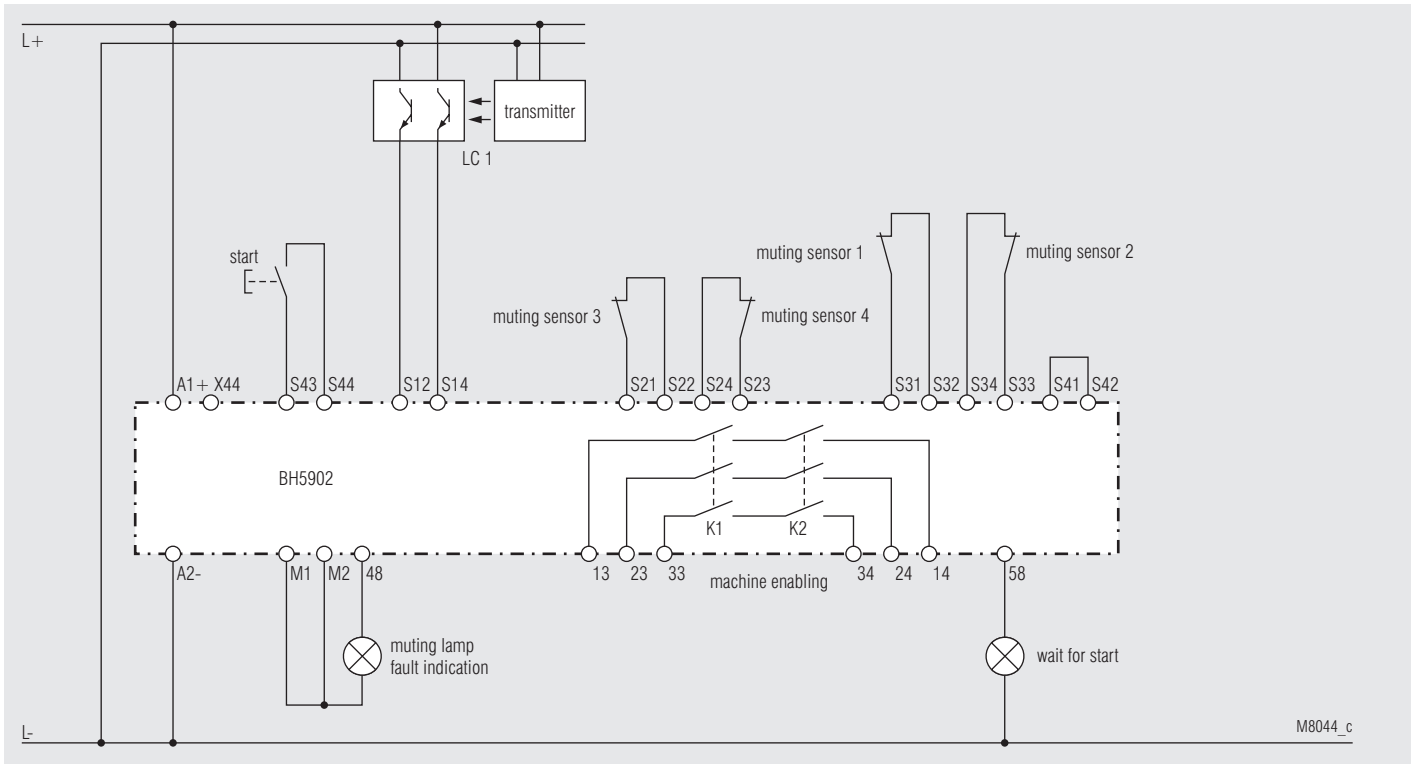 L+
transmitter
LC 1
start
muting sensor 1
muting sensor 2
muting sensor 3
muting sensor 4
A1+ X44 S43 S44 S12 S14 S21 S22 S24 S23 S31 S32 S34 S33 S41 S42
BH5902
K1 K2
A2- M1 M2 48 13 23 33 34 24 14 58
machine enabling
muting lamp
fault indication
wait for start
L-
M8044_c